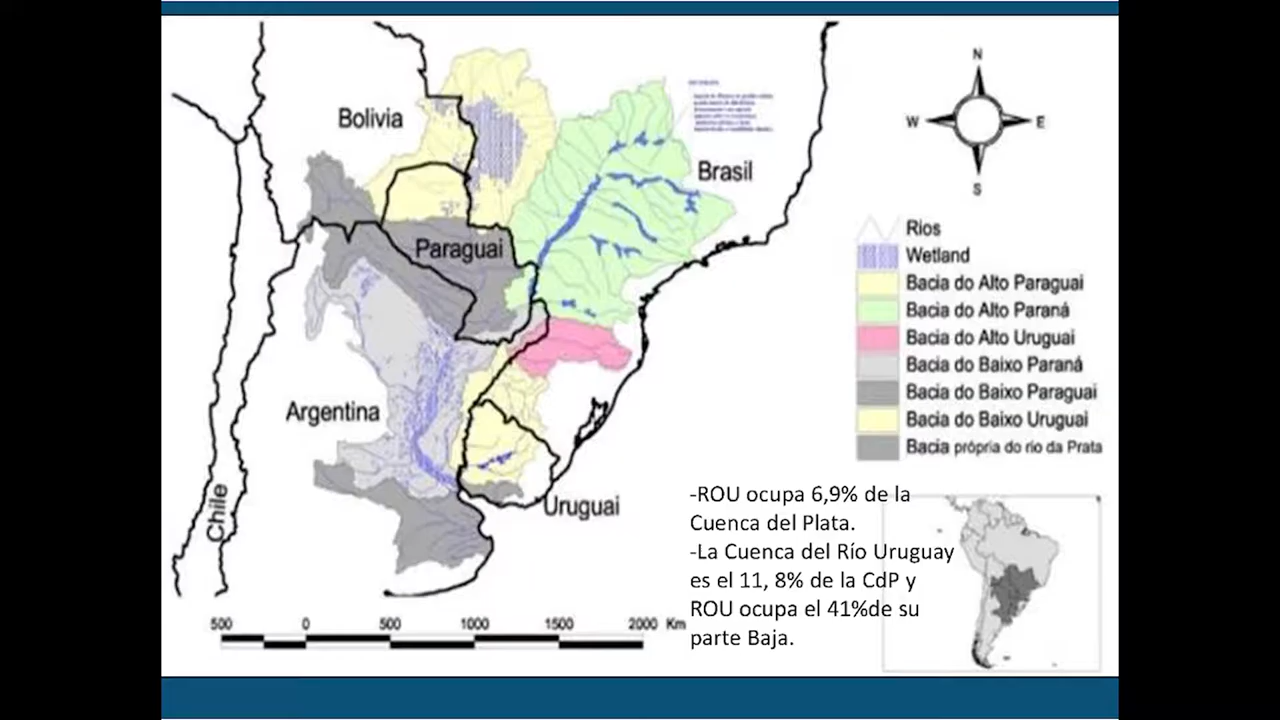 N
Bolivia
W
E
Brasil
S
Paraguai
Rios
Wetland
Bacia do Alto Paraguai
Bacia do Alto Paraná
Bacia do Alto Uruguai
Bacia do Baixo Paraná
Bacia do Baixo Paraguai
Bacia do Baixo Uruguai
Bacia própria do rio da Prata
Argentina
Chile
Uruguai
-ROU ocupa 6,9% de la
Cuenca del Plata.
-La Cuenca del Río Uruguay
es el 11, 8% de la CdP y
ROU ocupa el 41%de su
parte Baja.
500 0 500 1000 1500 2000 Km